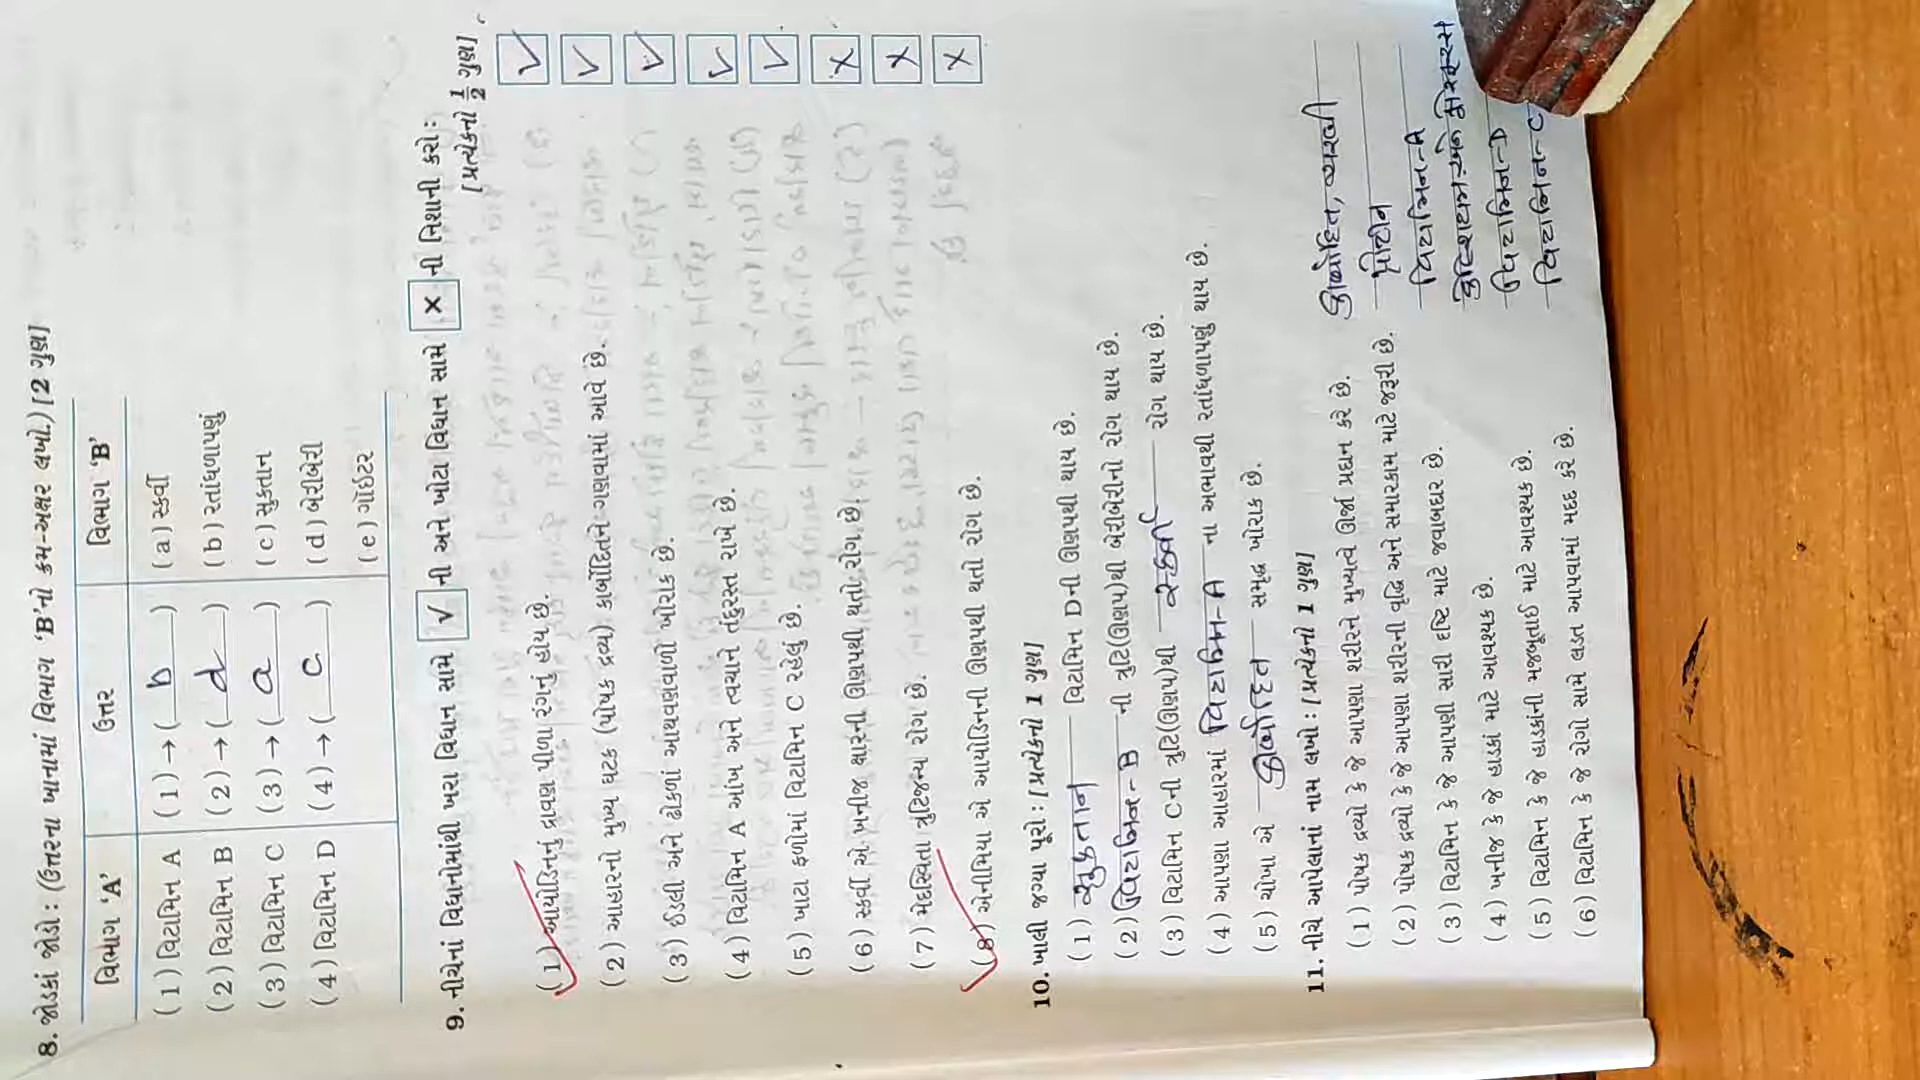 8. જોડકાં જોડો : (ઉત્તરના ખાનામાં વિભાગ ‘B’નો ક્રમ-અક્ષર લખો.) [2 ગુણ]
વિભાગ ‘A’ ઉત્તર વિભાગ ‘B’
(1) વિટામિન A (1) → ( b ) (a) સ્કર્વી
(2) વિટામિન B (2) → ( d ) (b) રતાંધળાપણું
(3) વિટામિન C (3) → ( a ) (c) સુકતાન
(4) વિટામિન D (4) → ( c ) (d) બેરીબેરી
(e) ગૉઇટર
9. નીચેનાં વિધાનોમાંથી ખરા વિધાન સામે √ ની અને ખોટા વિધાન સામે × ની નિશાની કરો :
[પ્રત્યેકનો 1/2 ગુણ]
(1) આયોડિનનું દ્રાવણ પીળા રંગનું હોય છે. √
(2) આહારનો મુખ્ય ઘટક (પોષક દ્રવ્ય) કાર્બોદિતને ગણવામાં આવે છે. √
(3) ઈડલી અને ઢોકળાં આથવણવાળો ખોરાક છે. √
(4) વિટામિન A આંખ અને ત્વચાને તંદુરસ્ત રાખે છે. √
(5) ખાટા ફળોમાં વિટામિન C રહેલું છે. √
(6) સ્કર્વી એ ખનીજ ક્ષારની ઊણપથી થતો રોગ છે. ×
(7) મેદસ્વિતા ત્રુટિજન્ય રોગ છે. ×
(8) એનીમિયા એ આયોડિનની ઊણપથી થતો રોગ છે. ×
10. ખાલી જગ્યા પૂરો : [પ્રત્યેકનો 1 ગુણ]
(1) સુકતાન વિટામિન Dની ઊણપથી થાય છે.
(2) વિટામિન-B ની ત્રુટિ(ઊણપ)થી બેરીબેરીનો રોગ થાય છે.
(3) વિટામિન Cની ત્રુટિ(ઊણપ)થી સ્કર્વી રોગ થાય છે.
(4) આપણા આહારમાં વિટામિન-A ના અભાવથી રતાંધળાપણું થાય છે.
(5) ચોખા એ કાર્બોદિત સમૃદ્ધ ખોરાક છે.
11. નીચે આપેલાનાં નામ લખો : [પ્રત્યેકનો 1 ગુણ]
(1) પોષક દ્રવ્યો કે જે આપણા શરીરને મુખ્યત્વે ઊર્જા પ્રદાન કરે છે. કાર્બોદિત, ચરબી
(2) પોષક દ્રવ્યો કે જે આપણા શરીરની વૃદ્ધિ અને સમારકામ માટે જરૂરી છે. પ્રોટીન
(3) વિટામિન કે જે આપણી સારી દૃષ્ટિ માટે જવાબદાર છે. વિટામિન-A
(4) ખનીજ કે જે હાડકાં માટે આવશ્યક છે. કેલ્શિયમ અને ફોસ્ફરસ
(5) વિટામિન કે જે હાડકાંની મજબૂતાઈ માટે આવશ્યક છે. વિટામિન-D
(6) વિટામિન કે જે રોગો સામે લડત આપવામાં મદદ કરે છે. વિટામિન-C